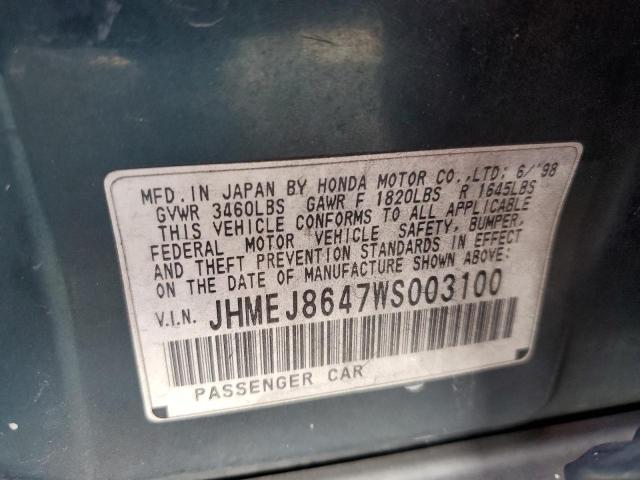 MFD. IN JAPAN BY HONDA MOTOR CO., LTD: 6/'98
GVWR 3460LBS GAWR F 1820LBS R 1645LBS
THIS VEHICLE CONFORMS TO ALL APPLICABLE
FEDERAL MOTOR VEHICLE SAFETY, BUMPER,
AND THEFT PREVENTION STANDARDS IN EFFECT
ON THE DATE OF MANUFACTURE SHOWN ABOVE:
V.I.N. JHMEJ8647WS003100
PASSENGER CAR